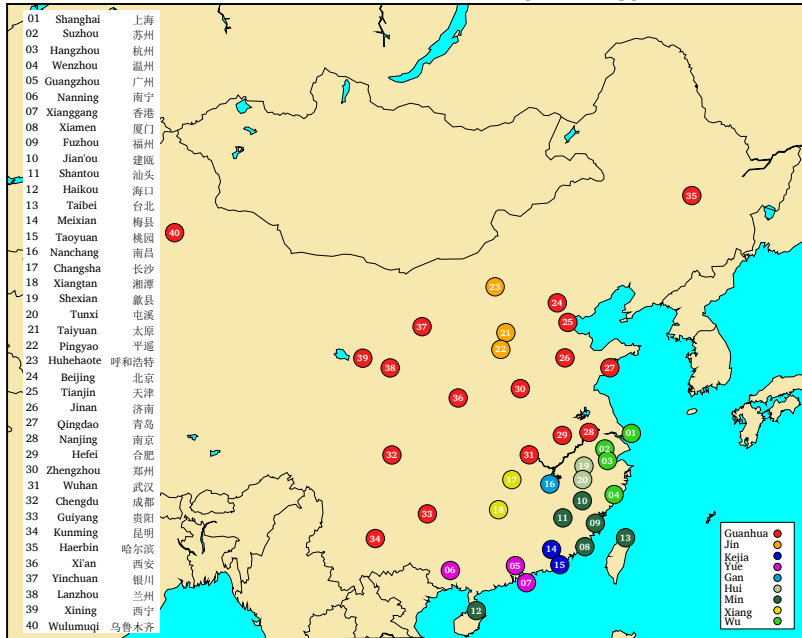 01 Shanghai 上海
02 Suzhou 苏州
03 Hangzhou 杭州
04 Wenzhou 温州
05 Guangzhou 广州
06 Nanning 南宁
07 Xianggang 香港
08 Xiamen 厦门
09 Fuzhou 福州
10 Jian'ou 建瓯
11 Shantou 汕头
12 Haikou 海口
13 Taibei 台北
14 Meixian 梅县
15 Taoyuan 桃园
16 Nanchang 南昌
17 Changsha 长沙
18 Xiangtan 湘潭
19 Shexian 歙县
20 Tunxi 屯溪
21 Taiyuan 太原
22 Pingyao 平遥
23 Huhehaote 呼和浩特
24 Beijing 北京
25 Tianjin 天津
26 Jinan 济南
27 Qingdao 青岛
28 Nanjing 南京
29 Hefei 合肥
30 Zhengzhou 郑州
31 Wuhan 武汉
32 Chengdu 成都
33 Guiyang 贵阳
34 Kunming 昆明
35 Haerbin 哈尔滨
36 Xi'an 西安
37 Yinchuan 银川
38 Lanzhou 兰州
39 Xining 西宁
40 Wulumuqi 乌鲁木齐
35
40
23
24
25
37
21
22
39
38
26
27
30
36
29
28
01
02
03
32
31
19
20
17
16
04
10
18
33
11
09
34
13
14
08
05
15
06
07
12
Guanhua
Jin
Kejia
Yue
Gan
Hui
Min
Xiang
Wu